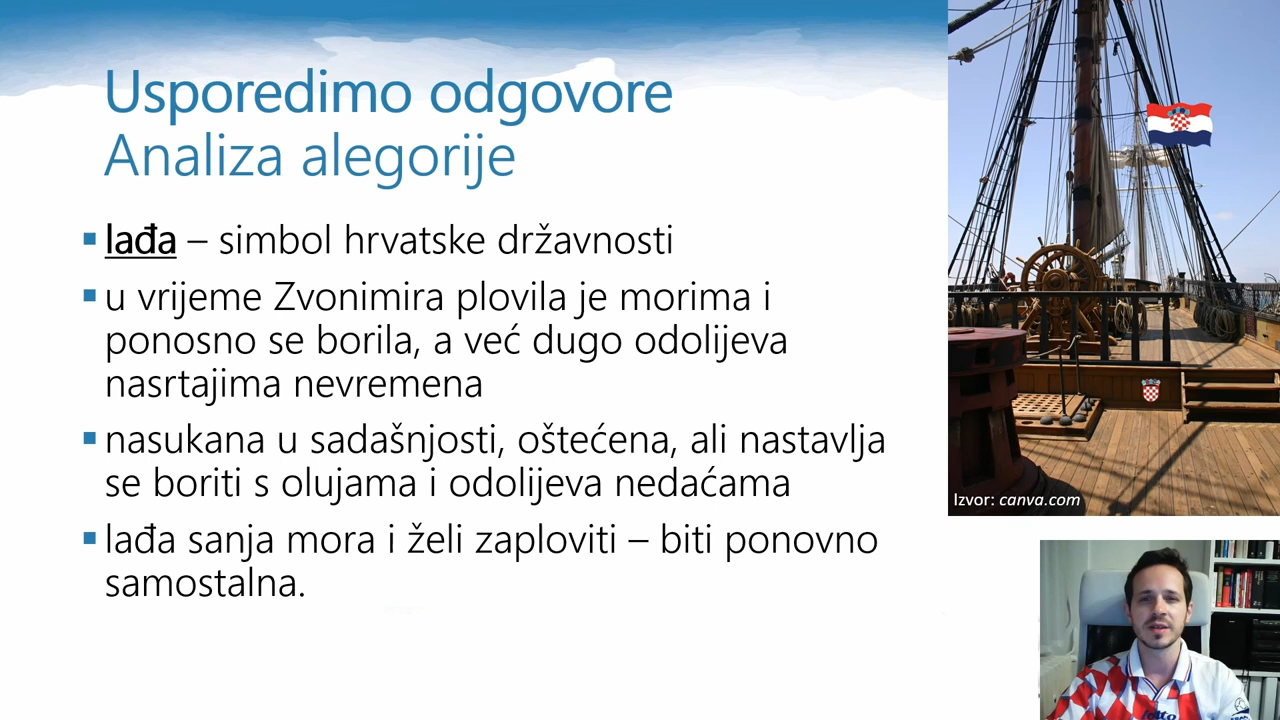 Usporedimo odgovore
Analiza alegorije
lađa – simbol hrvatske državnosti
u vrijeme Zvonimira plovila je morima i
ponosno se borila, a već dugo odolijeva
nasrtajima nevremena
nasukana u sadašnjosti, oštećena, ali nastavlja
se boriti s olujama i odolijeva nedaćama
lađa sanja mora i želi zaploviti – biti ponovno
samostalna.
Izvor: canva.com
lotto